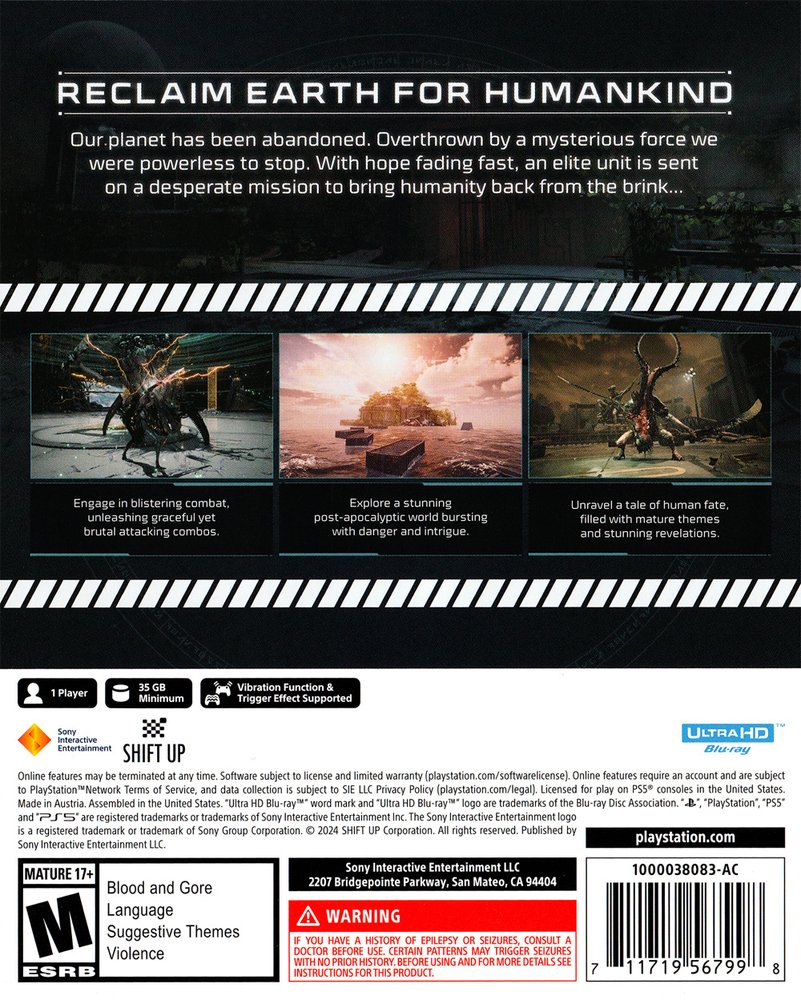 RECLAIM EARTH FOR HUMANKIND
Our planet has been abandoned. Overthrown by a mysterious force we
were powerless to stop. With hope fading fast, an elite unit is sent
on a desperate mission to bring humanity back from the brink...
Engage in blistering combat,
unleashing graceful yet
brutal attacking combos.
Explore a stunning
post-apocalyptic world bursting
with danger and intrigue.
Unravel a tale of human fate,
filled with mature themes
and stunning revelations.
1 Player
35 GB
Minimum
Vibration Function &
Trigger Effect Supported
Sony
Interactive
Entertainment
SHIFT UP
ULTRA HD™
Blu-ray
Online features may be terminated at any time. Software subject to license and limited warranty (playstation.com/softwarelicense). Online features require an account and are subject
to PlayStation™Network Terms of Service, and data collection is subject to SIE LLC Privacy Policy (playstation.com/legal). Licensed for play on PS5® consoles in the United States.
Made in Austria. Assembled in the United States. "Ultra HD Blu-ray™" word mark and "Ultra HD Blu-ray™" logo are trademarks of the Blu-ray Disc Association. "PS", "PlayStation", "PS5"
and "PS5" are registered trademarks or trademarks of Sony Interactive Entertainment Inc. The Sony Interactive Entertainment logo
is a registered trademark or trademark of Sony Group Corporation. © 2024 SHIFT UP Corporation. All rights reserved. Published by
Sony Interactive Entertainment LLC.
playstation.com
MATURE 17+
M
ESRB
Blood and Gore
Language
Suggestive Themes
Violence
Sony Interactive Entertainment LLC
2207 Bridgepointe Parkway, San Mateo, CA 94404
WARNING
IF YOU HAVE A HISTORY OF EPILEPSY OR SEIZURES, CONSULT A
DOCTOR BEFORE USE. CERTAIN PATTERNS MAY TRIGGER SEIZURES
WITH NO PRIOR HISTORY. BEFORE USING AND FOR MORE DETAILS SEE
INSTRUCTIONS FOR THIS PRODUCT.
1000038083-AC
7 11719 56799 8